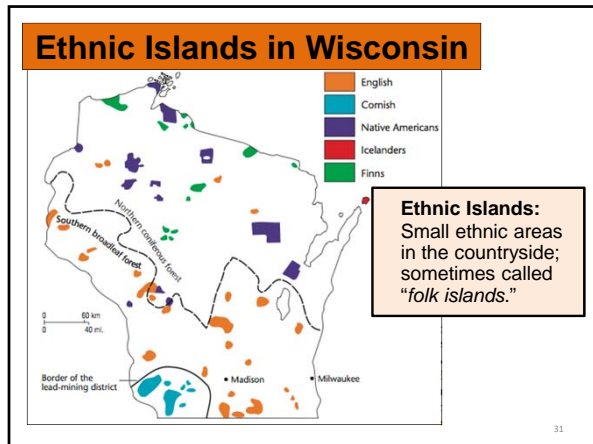 Ethnic Islands in Wisconsin
English
Cornish
Native Americans
Icelanders
Finns
Ethnic Islands:
Small ethnic areas
in the countryside;
sometimes called
“folk islands.”
Northern coniferous forest
Southern broadleaf forest
0 60 km
0 40 mi.
Border of the
lead-mining district
Madison
Milwaukee
31